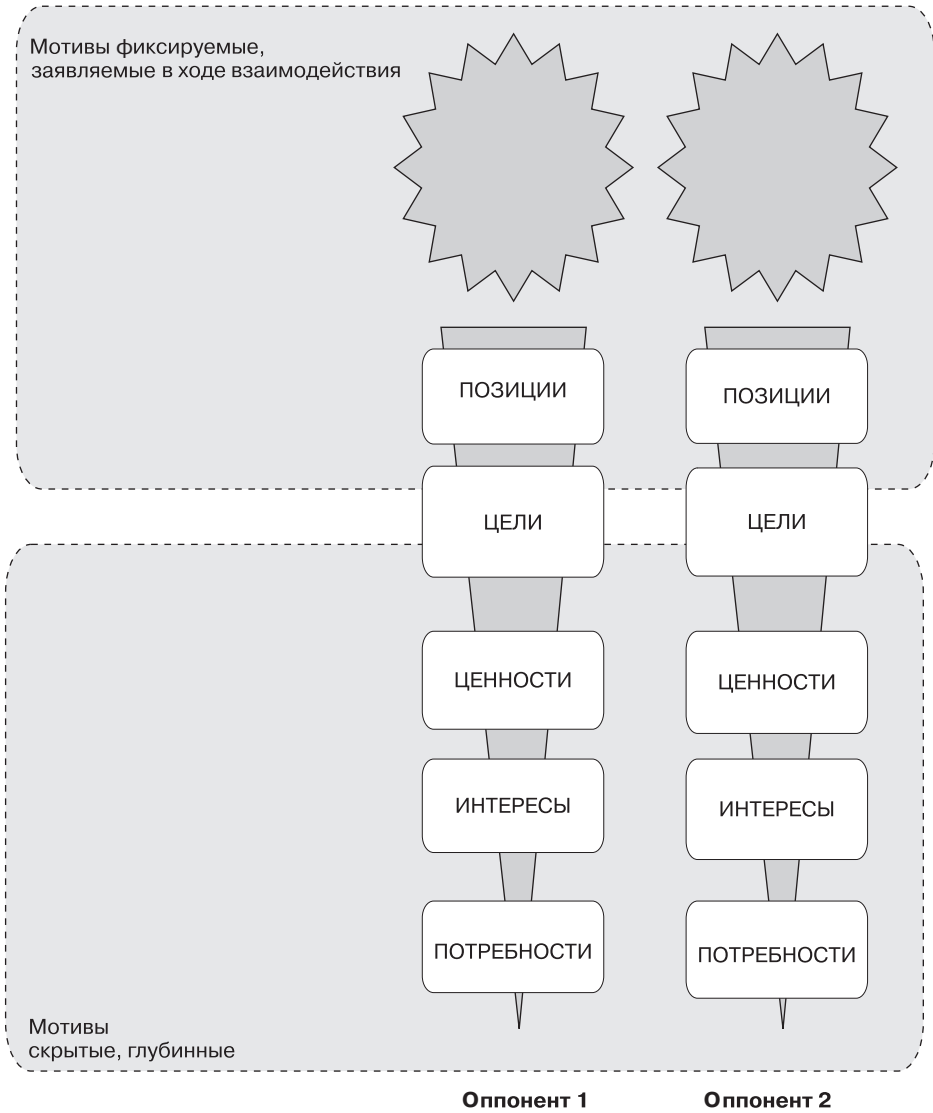 Мотивы фиксируемые,
заявляемые в ходе взаимодействия
ПОЗИЦИИ
ПОЗИЦИИ
ЦЕЛИ
ЦЕЛИ
ЦЕННОСТИ
ЦЕННОСТИ
ИНТЕРЕСЫ
ИНТЕРЕСЫ
ПОТРЕБНОСТИ
ПОТРЕБНОСТИ
Мотивы
скрытые, глубинные
Оппонент 1
Оппонент 2